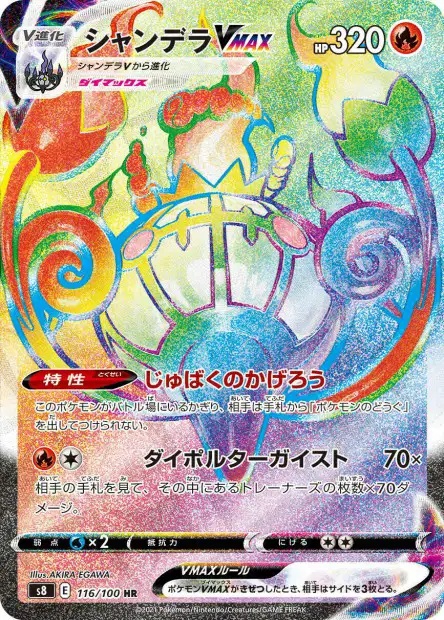 V進化
シャンデラVMAX
HP320
シャンデラVから進化
ダイマックス
特性 とくせい
じゅばくのかげろう
このポケモンがバトル場にいるかぎり、相手は手札から「ポケモンのどうぐ」
を出してつけられない。
ダイポルターガイスト 70×
相手の手札を見て、その中にあるトレーナーズの枚数×70ダ
メージ。
弱点 ×2 抵抗力 にげる
Illus.AKIRA EGAWA
VMAXルール
ポケモンVMAXがきぜつしたとき、相手はサイドを3枚とる。
s8 E 116/100 HR
©2021 Pokémon/Nintendo/Creatures/GAME FREAK